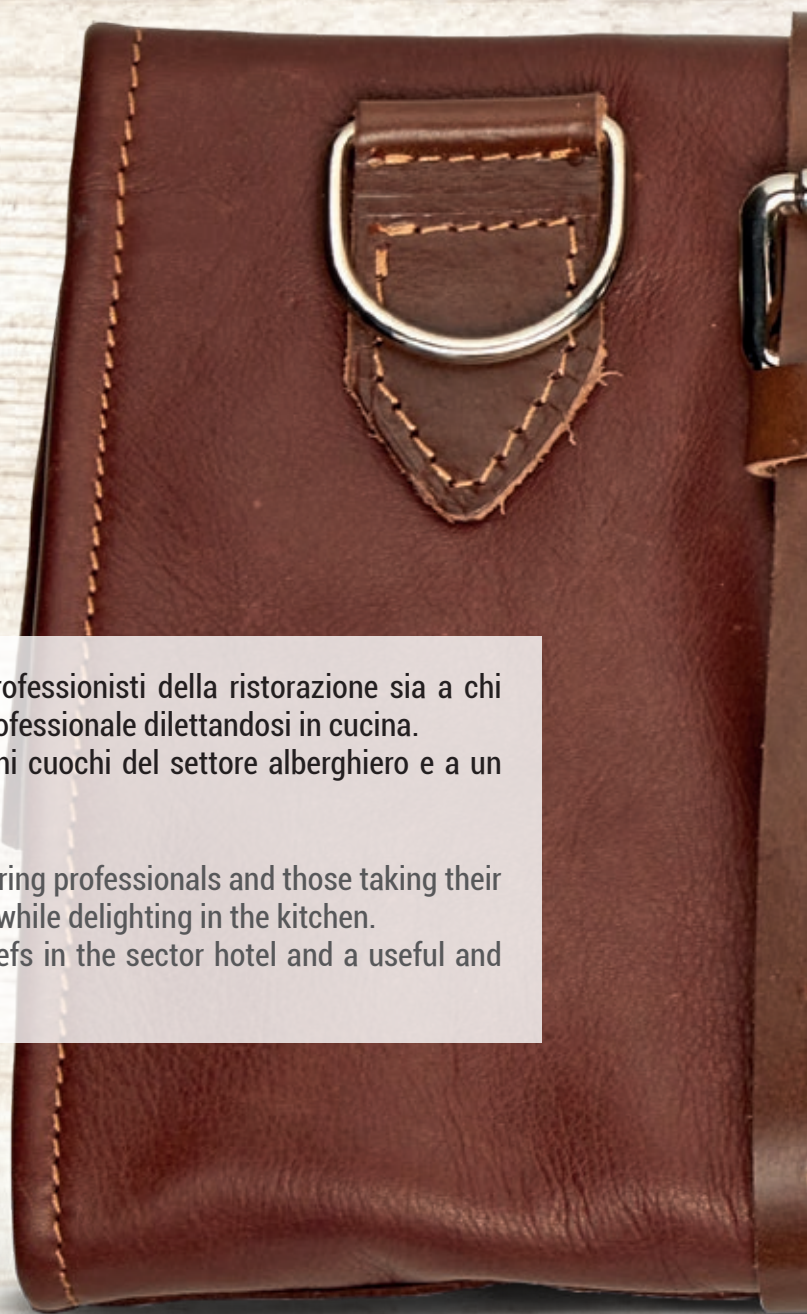 rofessionisti della ristorazione sia a chi
ofessionale dilettandosi in cucina.
ni cuochi del settore alberghiero e a un
ring professionals and those taking their
while delighting in the kitchen.
efs in the sector hotel and a useful and